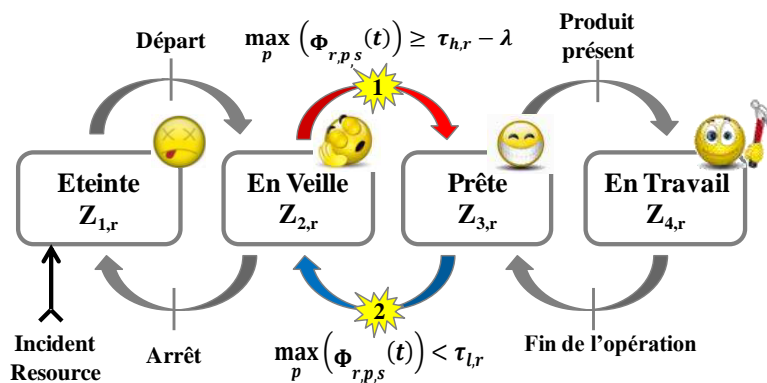 Départ
max_p (Φ_{r,p,s}(t)) ≥ τ_{h,r} − λ
Produit
présent
1
Eteinte
Z_{1,r}
En Veille
Z_{2,r}
Prête
Z_{3,r}
En Travail
Z_{4,r}
2
Incident
Resource
Arrêt
max_p (Φ_{r,p,s}(t)) < τ_{l,r}
Fin de l'opération